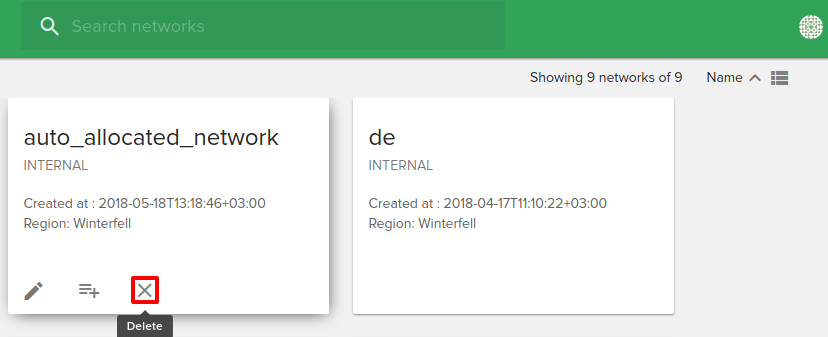 Search networks
Showing 9 networks of 9 Name
auto_allocated_network
INTERNAL
Created at : 2018-05-18T13:18:46+03:00
Region: Winterfell
Delete
de
INTERNAL
Created at : 2018-04-17T11:10:22+03:00
Region: Winterfell